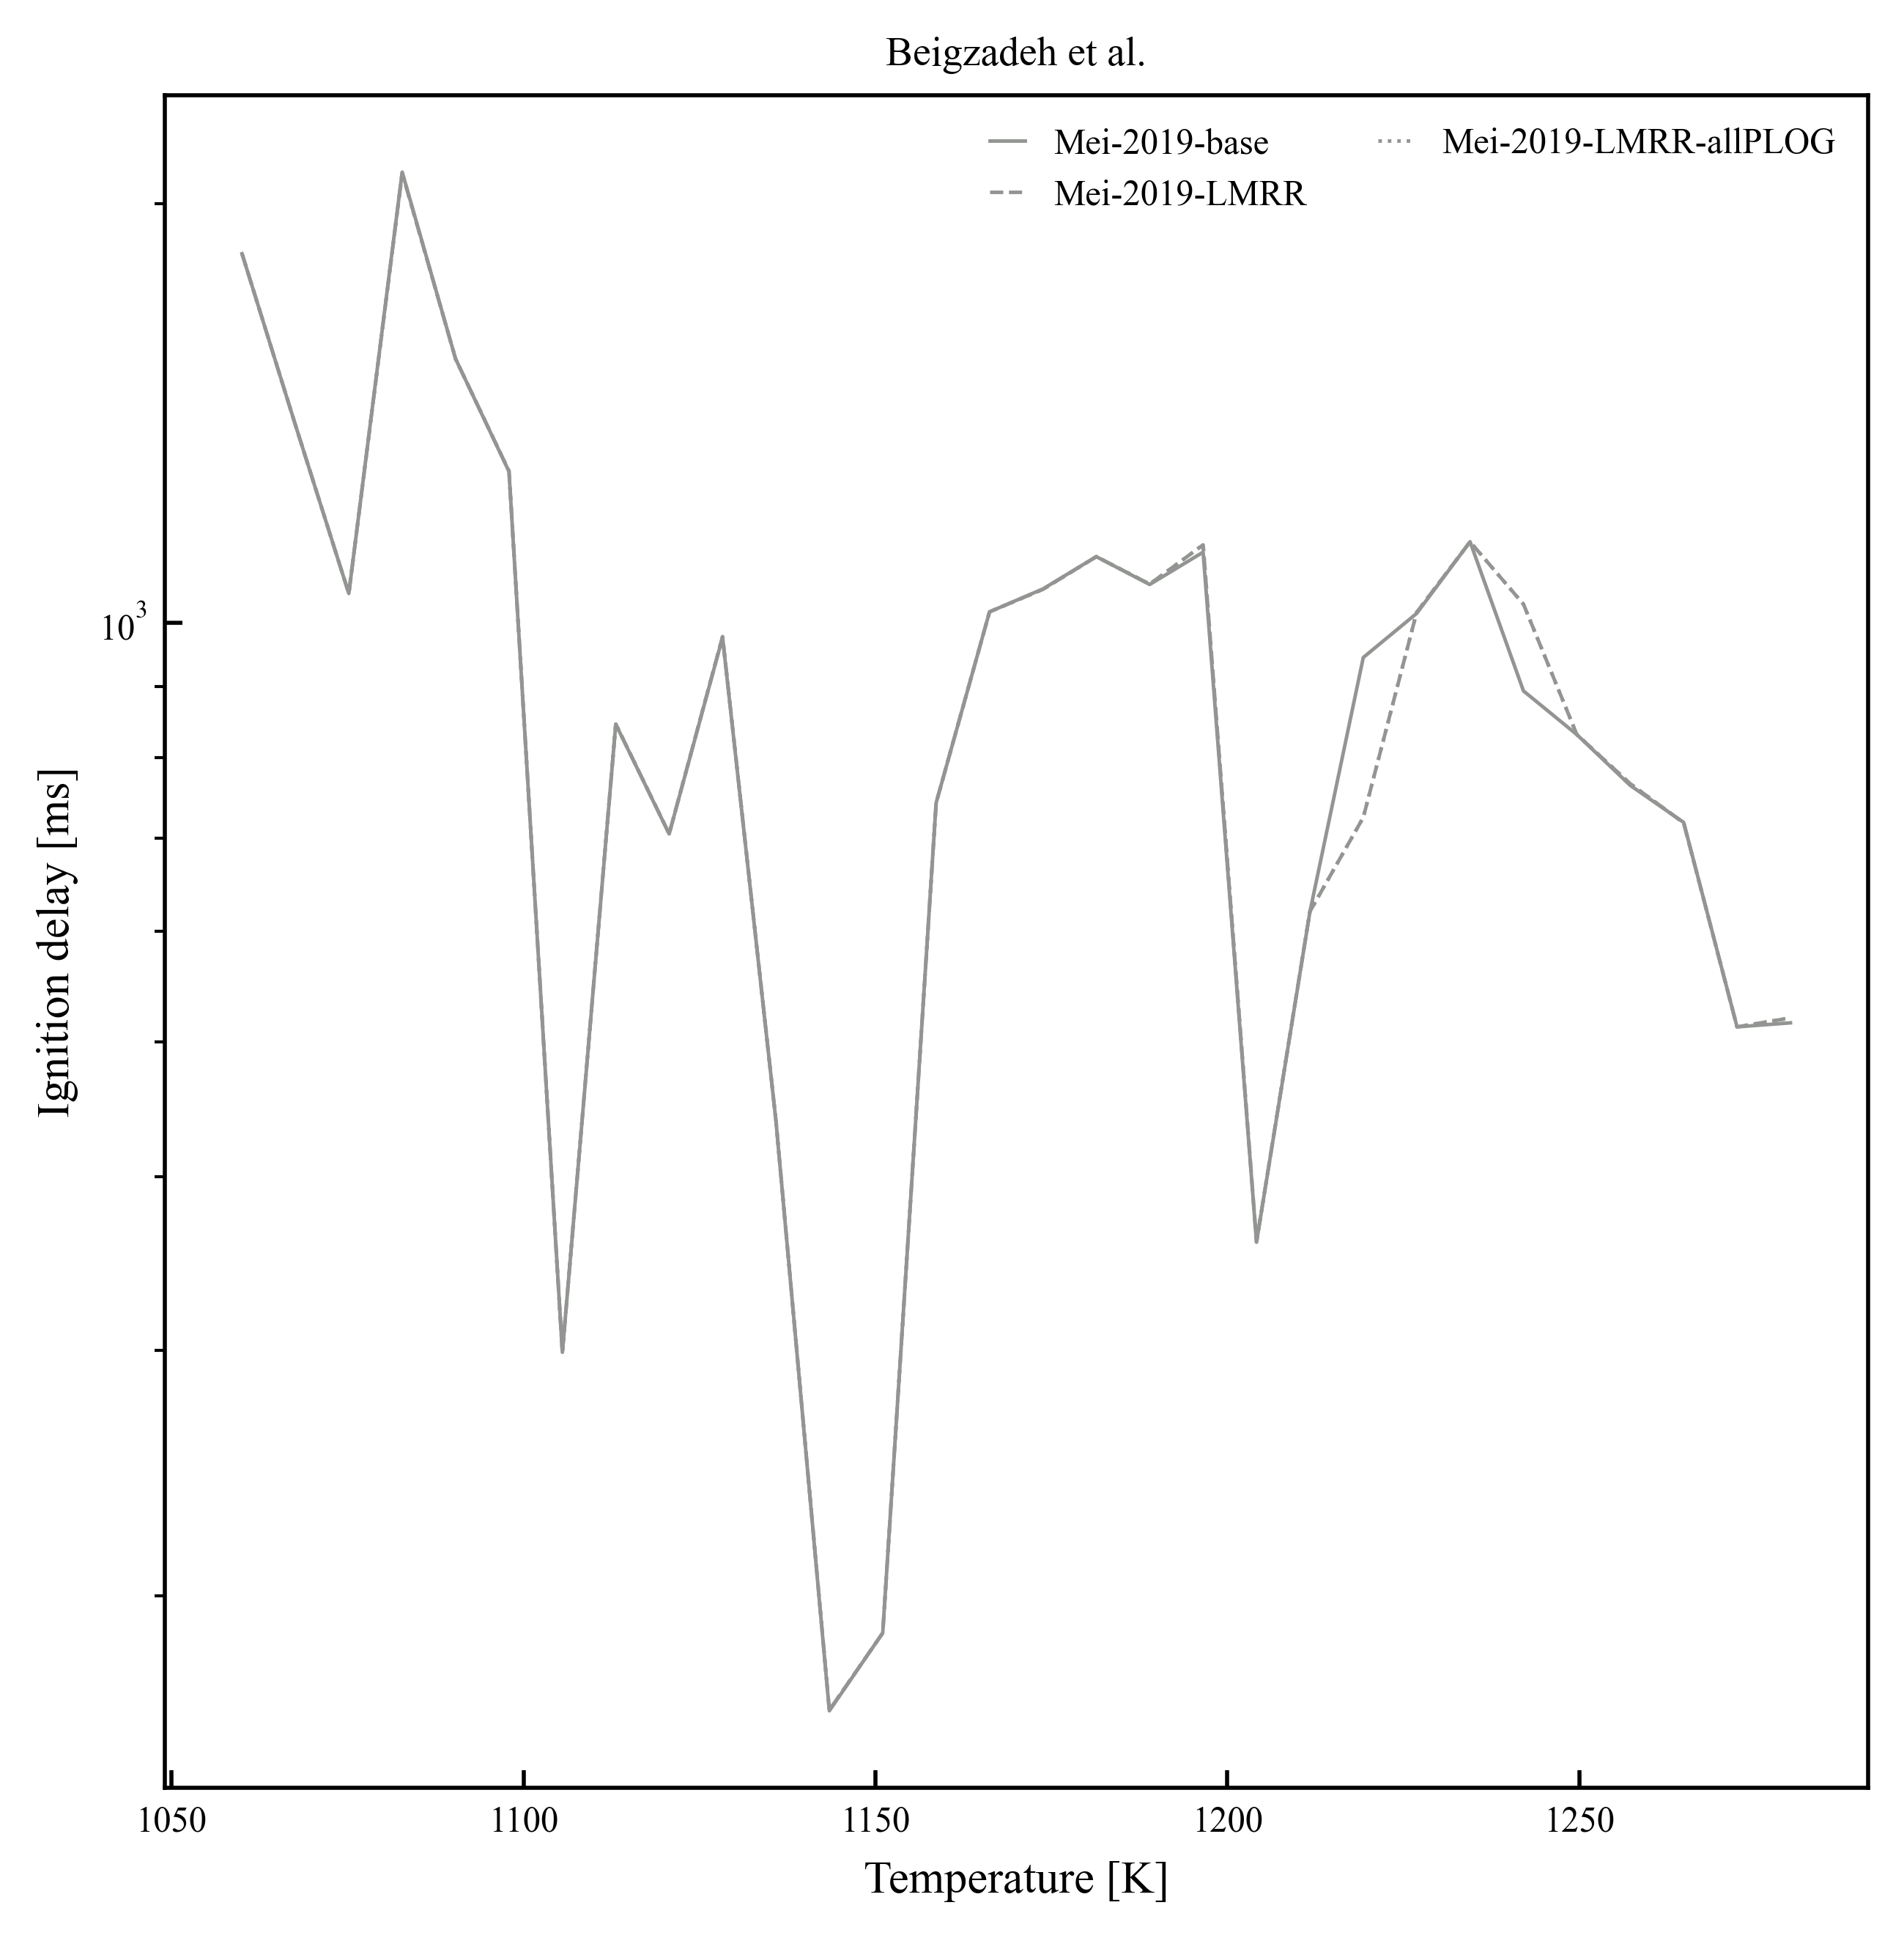 Beigzadeh et al.
Mei-2019-base
Mei-2019-LMRR
Mei-2019-LMRR-allPLOG
Ignition delay [ms]
10³
1050 1100 1150 1200 1250
Temperature [K]